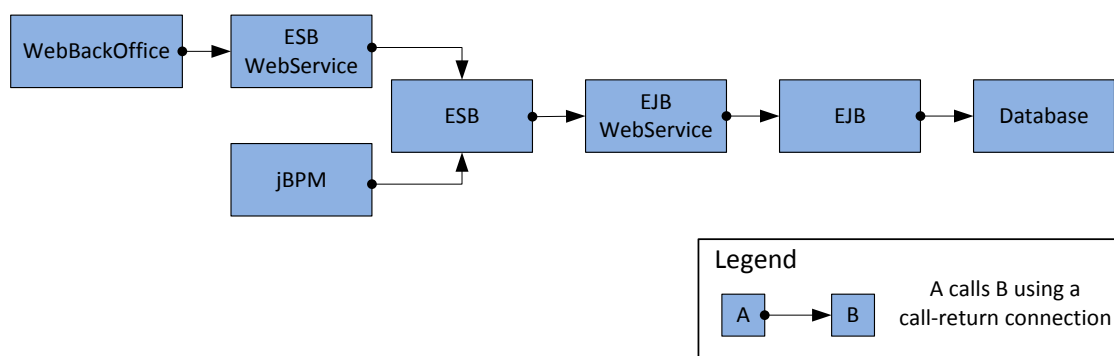 WebBackOffice
ESB
WebService
ESB
EJB
WebService
EJB
Database
jBPM
Legend
A
B
A calls B using a
call-return connection